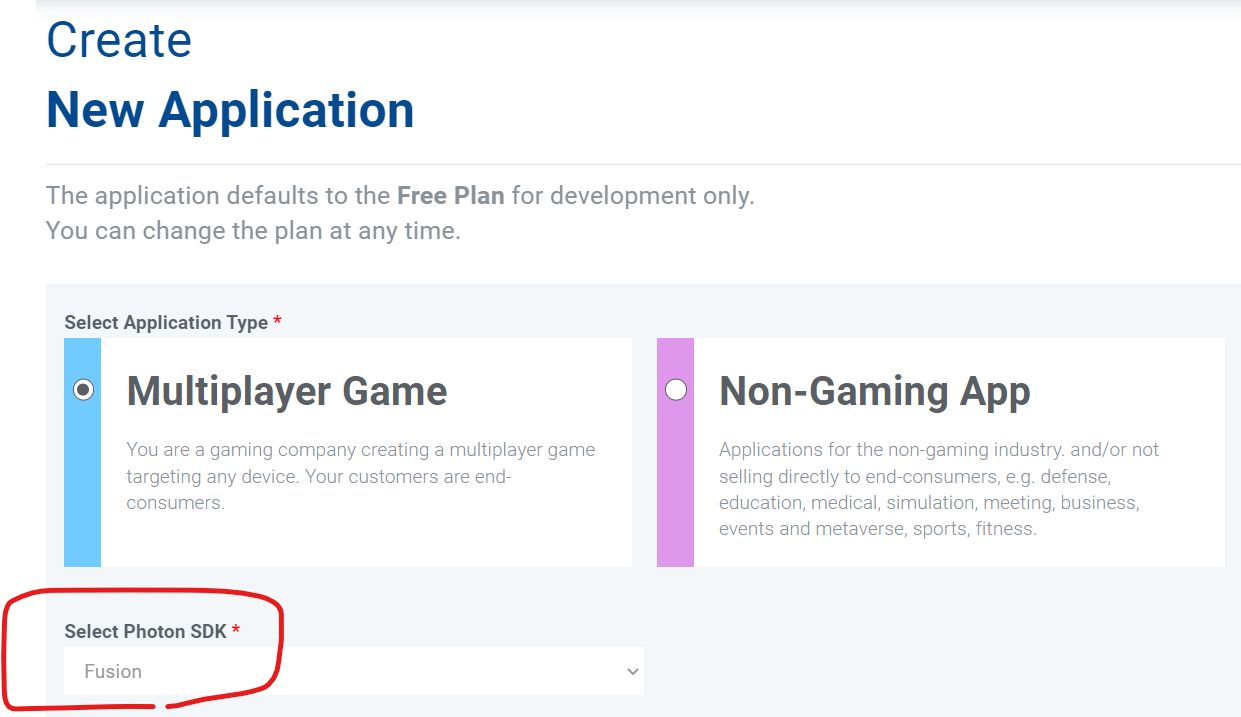 Create
New Application
The application defaults to the Free Plan for development only.
You can change the plan at any time.
Select Application Type *
Multiplayer Game
You are a gaming company creating a multiplayer game
targeting any device. Your customers are end-
consumers.
Non-Gaming App
Applications for the non-gaming industry. and/or not
selling directly to end-consumers, e.g. defense,
education, medical, simulation, meeting, business,
events and metaverse, sports, fitness.
Select Photon SDK *
Fusion